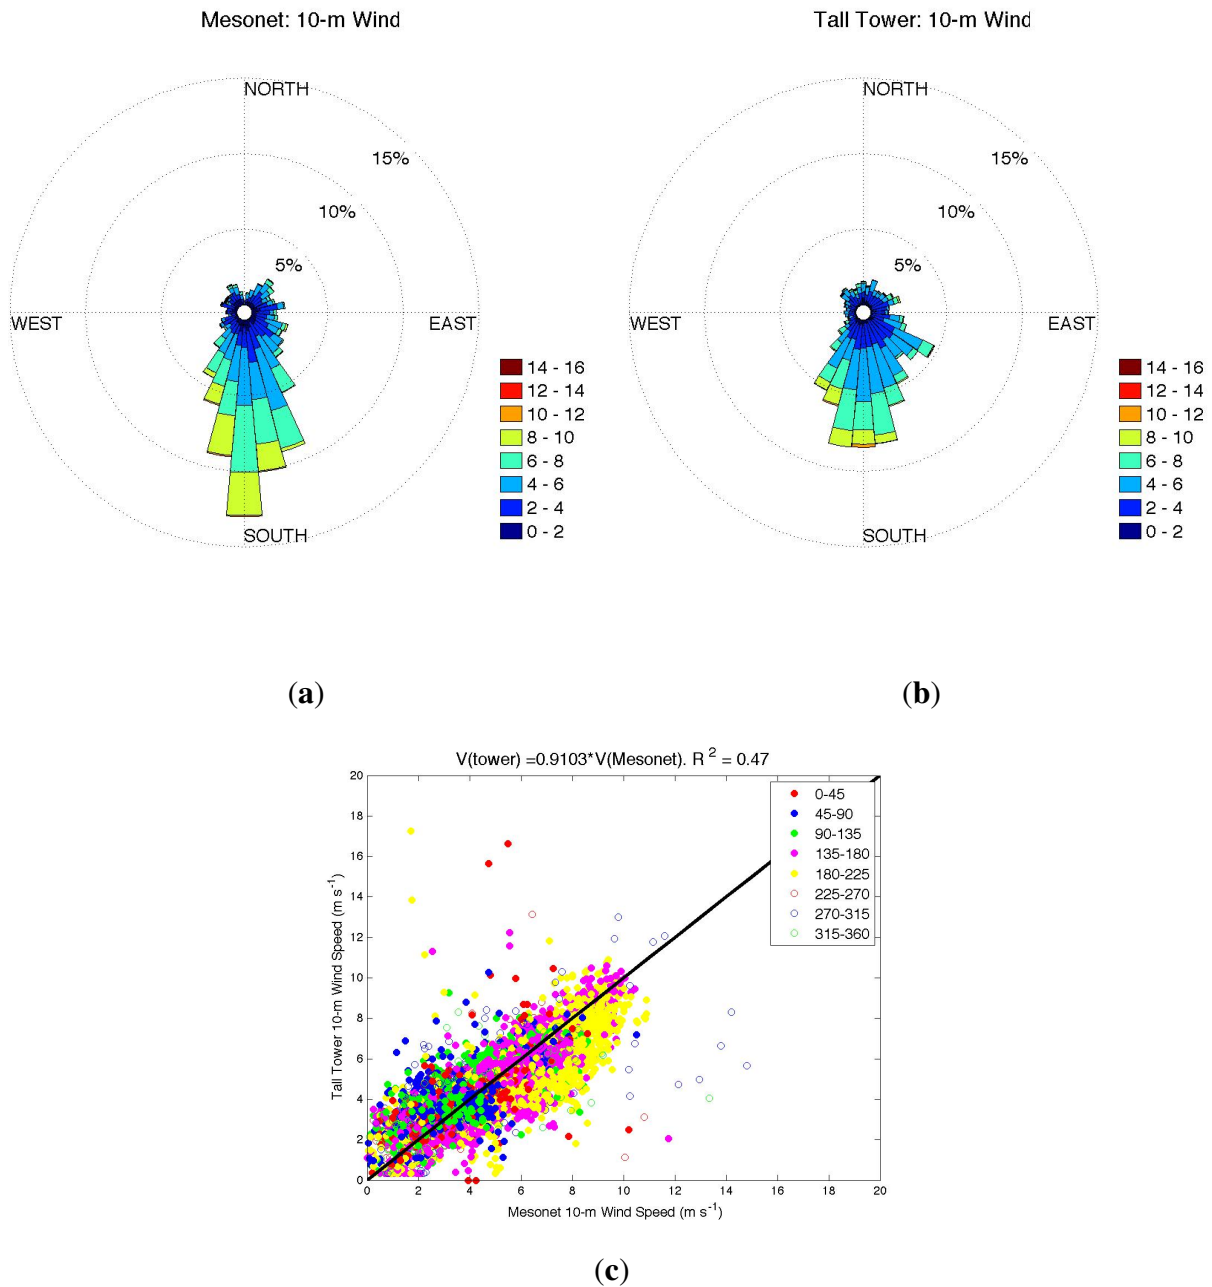 Mesonet: 10-m Wind
NORTH
15%
10%
5%
WEST
EAST
SOUTH
14 - 16
12 - 14
10 - 12
8 - 10
6 - 8
4 - 6
2 - 4
0 - 2
(a)
Tall Tower: 10-m Wind
NORTH
15%
10%
5%
WEST
EAST
SOUTH
14 - 16
12 - 14
10 - 12
8 - 10
6 - 8
4 - 6
2 - 4
0 - 2
(b)
V(tower) =0.9103*V(Mesonet). R² = 0.47
Tall Tower 10-m Wind Speed (m s⁻¹)
20
18
16
14
12
10
8
6
4
2
0
0 2 4 6 8 10 12 14 16 18 20
Mesonet 10-m Wind Speed (m s⁻¹)
0-45
45-90
90-135
135-180
180-225
225-270
270-315
315-360
(c)